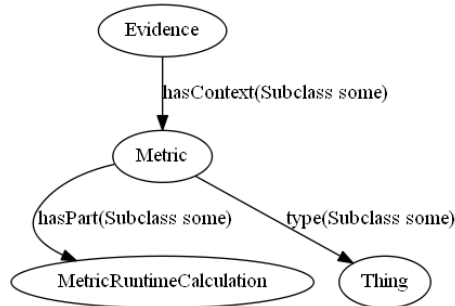 Evidence
hasContext(Subclass some)
Metric
hasPart(Subclass some)
type(Subclass some)
MetricRuntimeCalculation
Thing